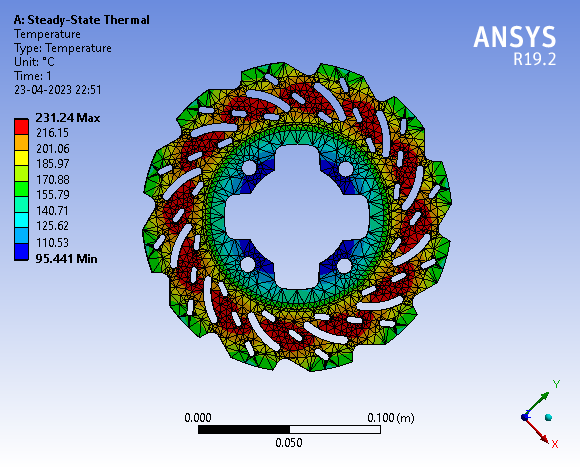 A: Steady-State Thermal
Temperature
Type: Temperature
Unit: °C
Time: 1
23-04-2023 22:51
ANSYS
R19.2
231.24 Max
216.15
201.06
185.97
170.88
155.79
140.71
125.62
110.53
95.441 Min
0.000
0.100 (m)
0.050
Y
X